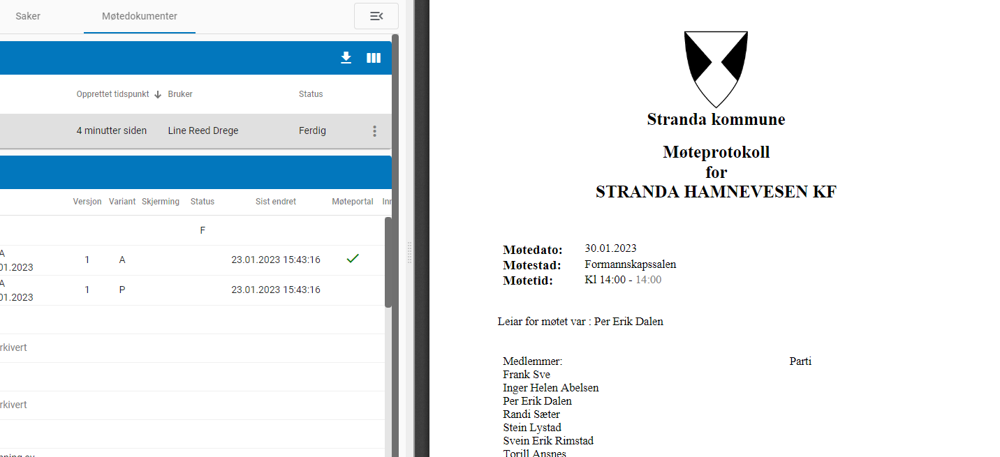 Saker
Møtedokumenter
Opprettet tidspunkt Bruker Status
4 minutter siden Line Reed Drege Ferdig
Versjon Variant Skjerming Status Sist endret Møteportal
F
A
01.2023 1 A 23.01.2023 15:43:16
A
01.2023 1 P 23.01.2023 15:43:16
rkivert
rkivert
Stranda kommune
Møteprotokoll
for
STRANDA HAMNEVESEN KF
Møtedato: 30.01.2023
Møtestad: Formannskapssalen
Møtetid: Kl 14:00 - 14:00
Leiar for møtet var : Per Erik Dalen
Medlemmer: Parti
Frank Sve
Inger Helen Abelsen
Per Erik Dalen
Randi Sæter
Stein Lystad
Svein Erik Rimstad
Torill Ansnes